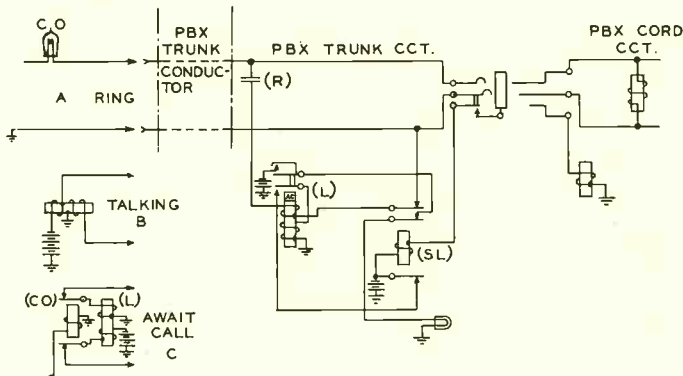 C O
PBX
TRUNK
CONDUC-
TOR
PBX TRUNK CCT.
PBX CORD
CCT.
(R)
A RING
AC
(L)
TALKING
B
(SL)
(CO)
(L)
AWAIT
CALL
C